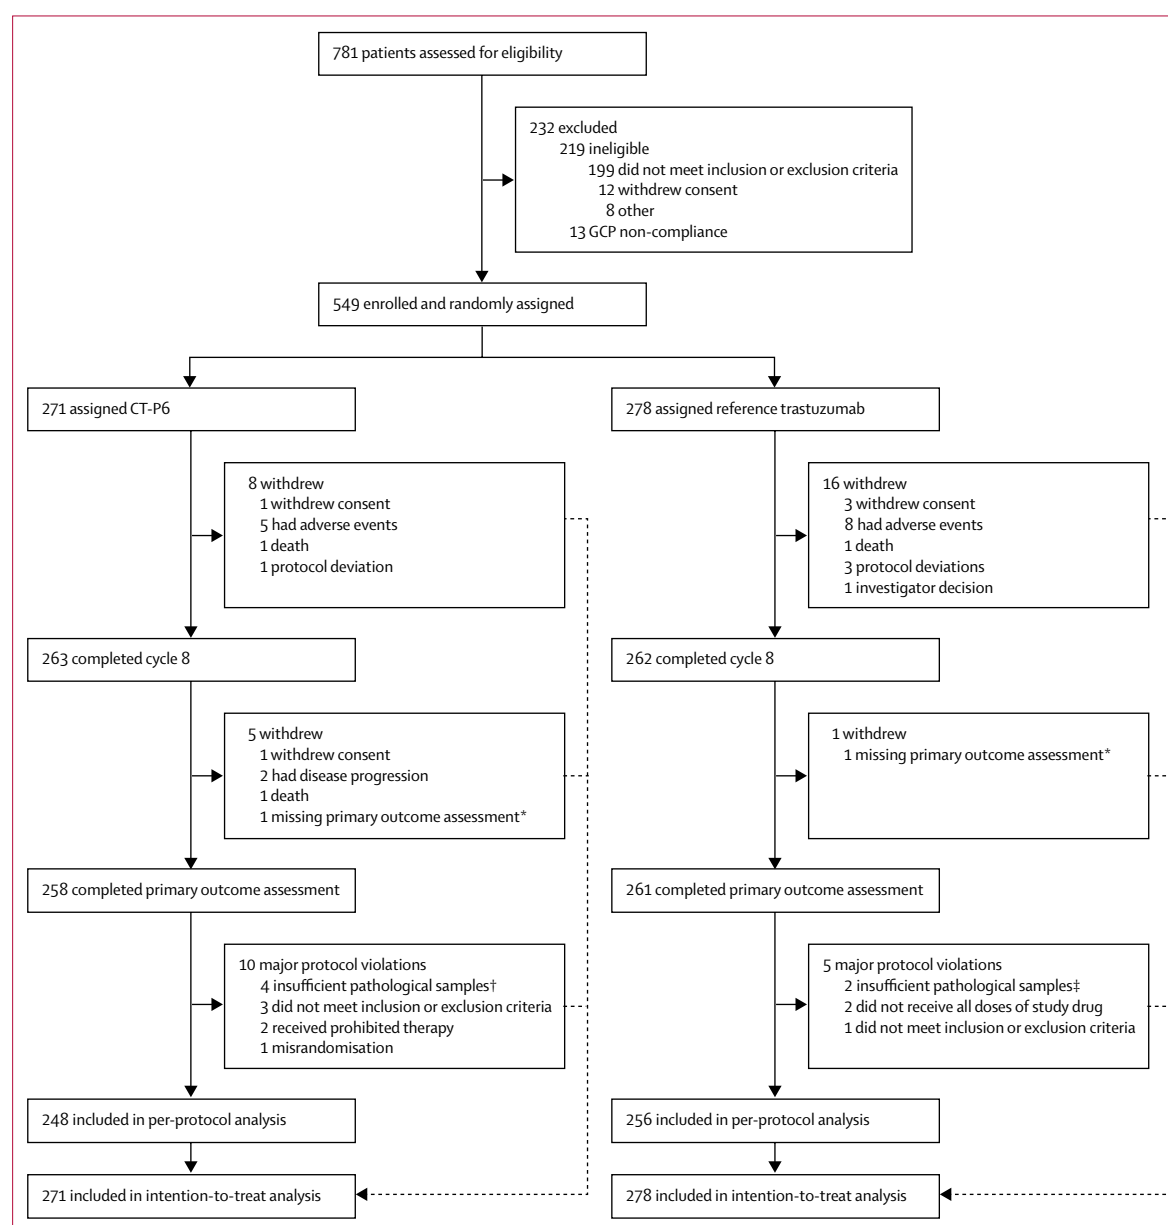 781 patients assessed for eligibility
232 excluded
219 ineligible
199 did not meet inclusion or exclusion criteria
12 withdrew consent
8 other
13 GCP non-compliance
549 enrolled and randomly assigned
271 assigned CT-P6
278 assigned reference trastuzumab
8 withdrew
1 withdrew consent
5 had adverse events
1 death
1 protocol deviation
16 withdrew
3 withdrew consent
8 had adverse events
1 death
3 protocol deviations
1 investigator decision
263 completed cycle 8
262 completed cycle 8
5 withdrew
1 withdrew consent
2 had disease progression
1 death
1 missing primary outcome assessment*
1 withdrew
1 missing primary outcome assessment*
258 completed primary outcome assessment
261 completed primary outcome assessment
10 major protocol violations
4 insufficient pathological samples†
3 did not meet inclusion or exclusion criteria
2 received prohibited therapy
1 misrandomisation
5 major protocol violations
2 insufficient pathological samples‡
2 did not receive all doses of study drug
1 did not meet inclusion or exclusion criteria
248 included in per-protocol analysis
256 included in per-protocol analysis
271 included in intention-to-treat analysis
278 included in intention-to-treat analysis